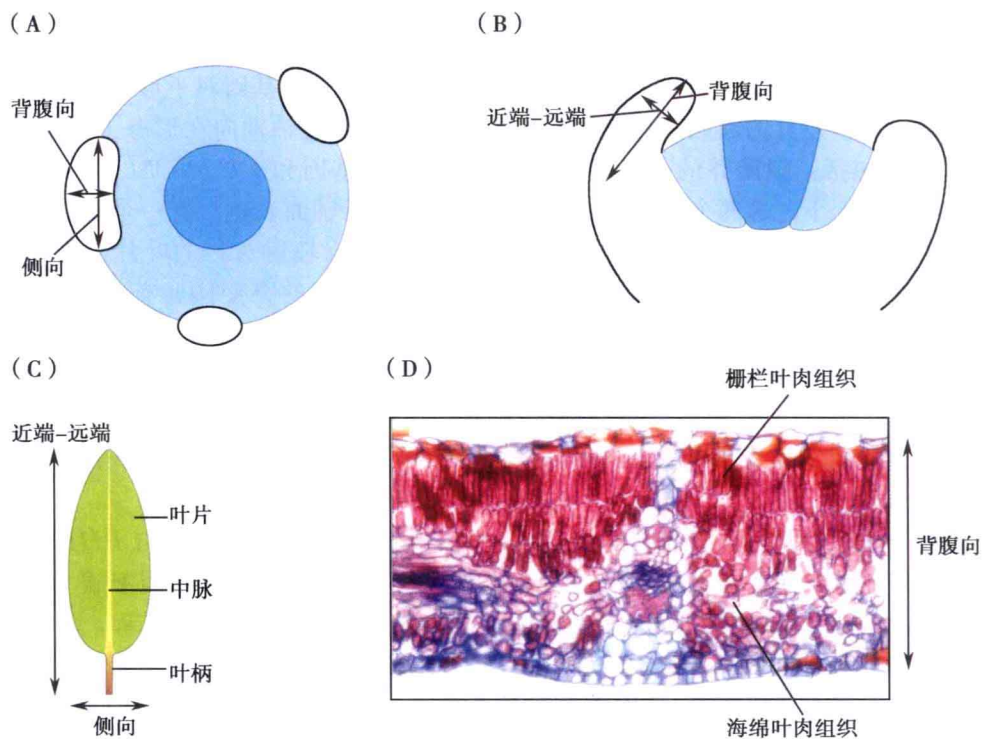 (A)
背腹向
侧向
(B)
背腹向
近端-远端
(C)
近端-远端
叶片
中脉
叶柄
侧向
(D)
栅栏叶肉组织
背腹向
海绵叶肉组织